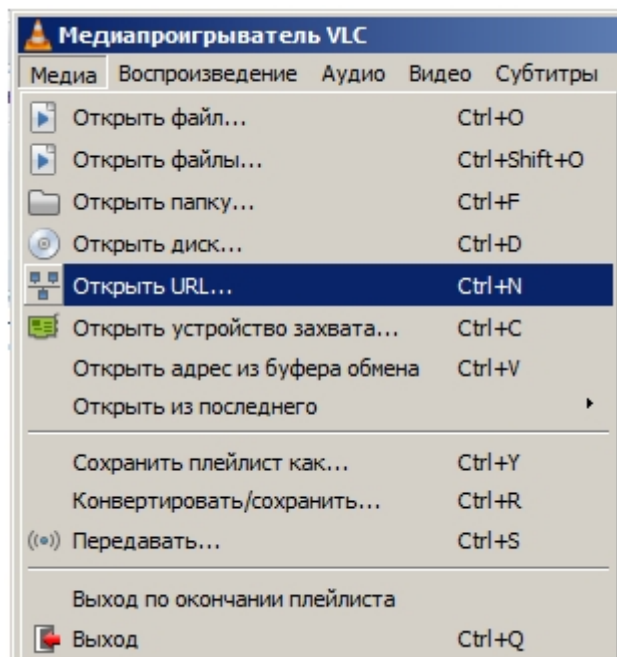 Медиапроигрыватель VLC
Медиа Воспроизведение Аудио Видео Субтитры
Открыть файл... Ctrl+O
Открыть файлы... Ctrl+Shift+O
Открыть папку... Ctrl+F
Открыть диск... Ctrl+D
Открыть URL... Ctrl+N
Открыть устройство захвата... Ctrl+C
Открыть адрес из буфера обмена Ctrl+V
Открыть из последнего
Сохранить плейлист как... Ctrl+Y
Конвертировать/сохранить... Ctrl+R
Передавать... Ctrl+S
Выход по окончании плейлиста
Выход Ctrl+Q